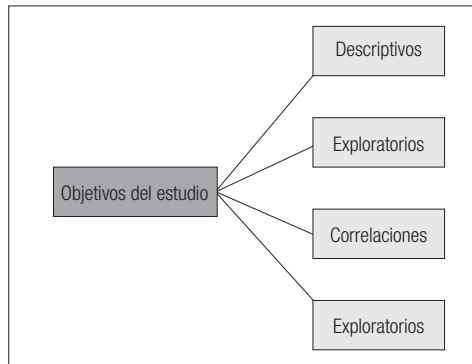 Descriptivos
Exploratorios
Objetivos del estudio
Correlaciones
Exploratorios